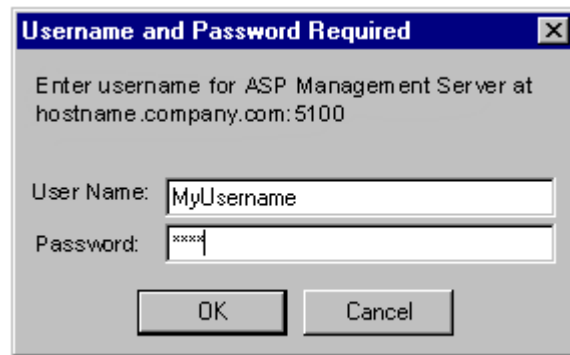 Username and Password Required
Enter username for ASP Management Server at
hostname.company.com:5100
User Name: MyUsername
Password: ****
OK Cancel